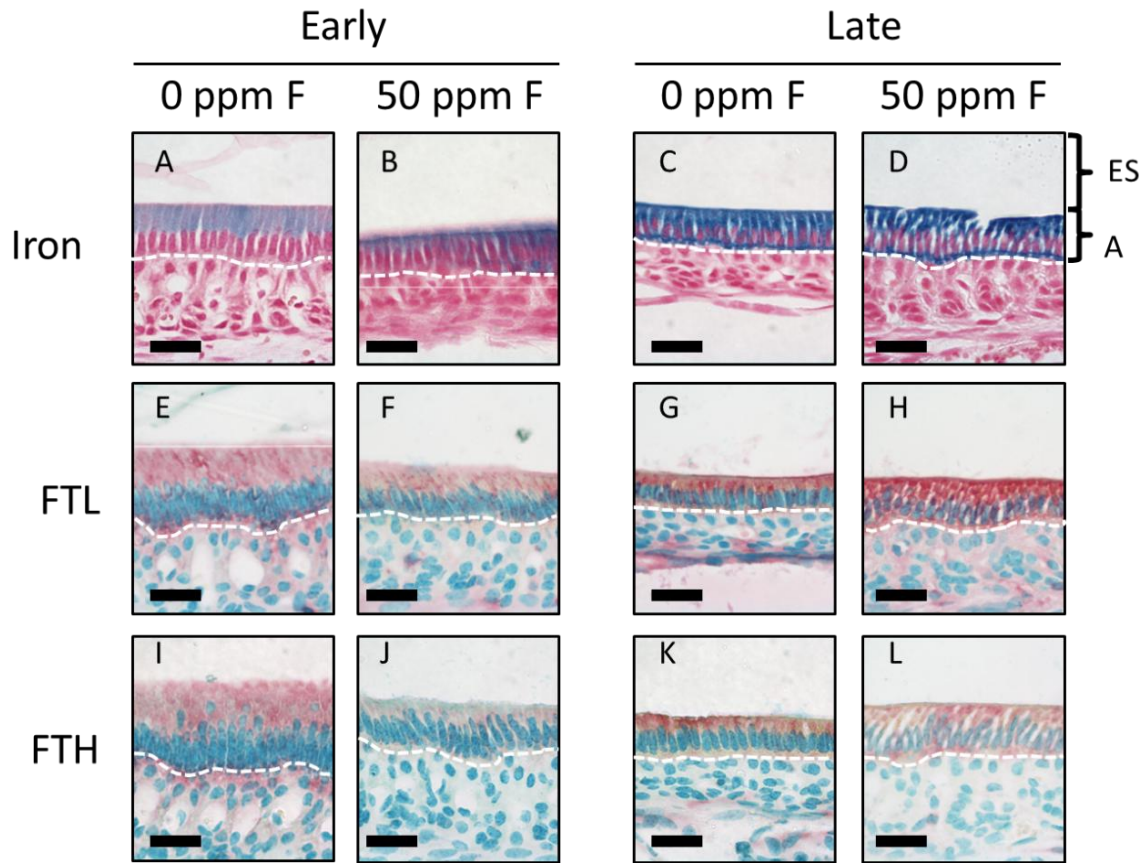 Early Late
0 ppm F 50 ppm F 0 ppm F 50 ppm F
A B C D
ES
Iron A
E F G H
FTL
I J K L
FTH